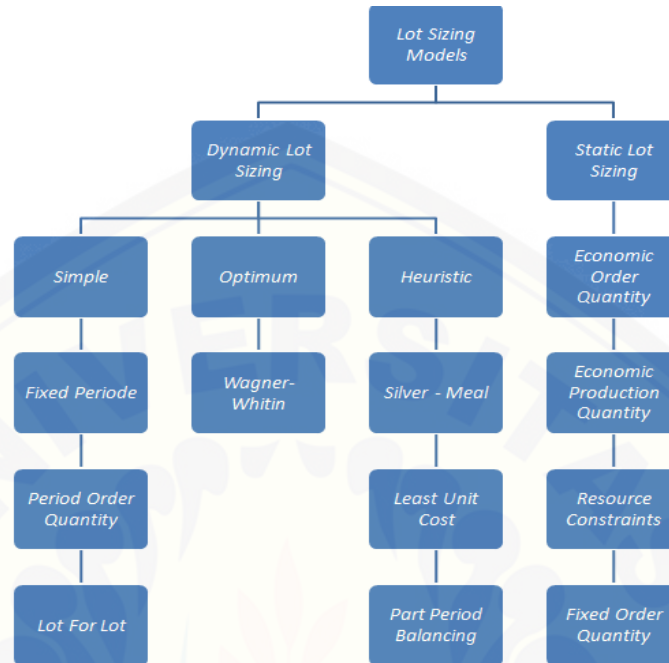 Lot Sizing
Models
Dynamic Lot
Sizing
Static Lot
Sizing
Simple
Optimum
Heuristic
Economic
Order
Quantity
Fixed Periode
Wagner-
Whitin
Silver - Meal
Economic
Production
Quantity
Period Order
Quantity
Least Unit
Cost
Resource
Constraints
Lot For Lot
Part Period
Balancing
Fixed Order
Quantity